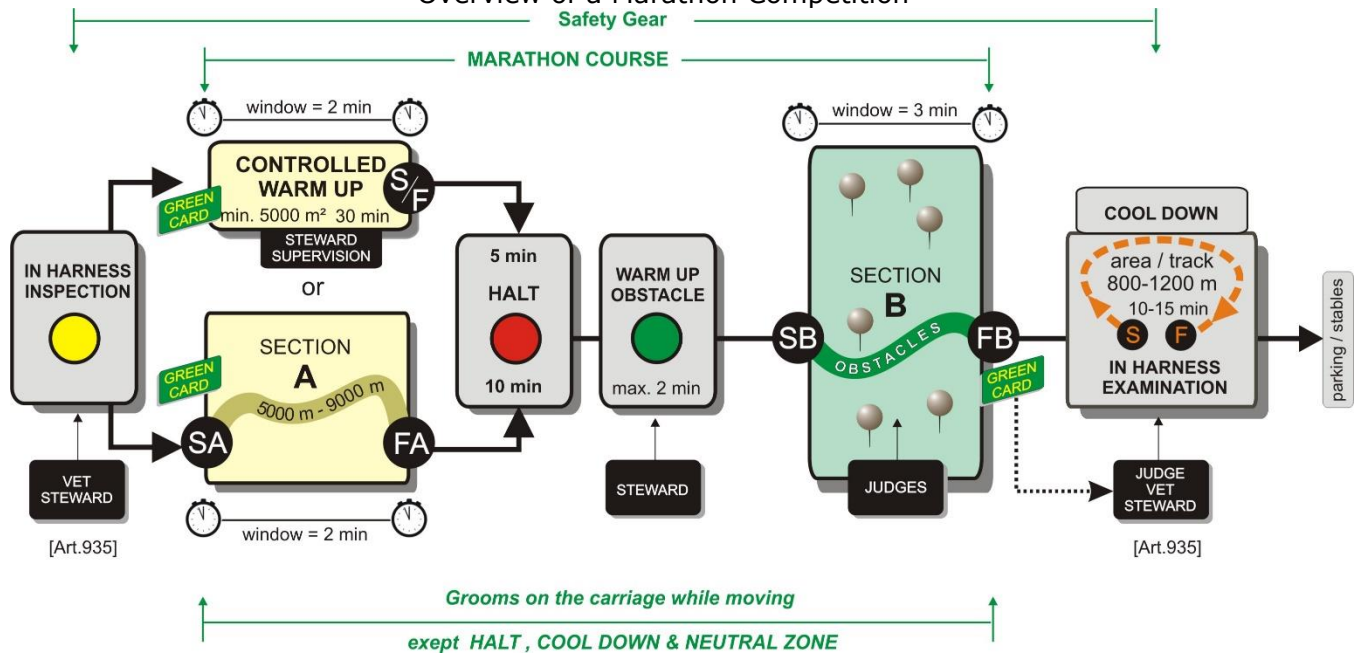 Overview of a Marathon Competition
Safety Gear
MARATHON COURSE
window = 2 min
window = 3 min
CONTROLLED
WARM UP
S/F
GREEN
CARD
min. 5000 m² 30 min
STEWARD
SUPERVISION
or
IN HARNESS
INSPECTION
VET
STEWARD
[Art.935]
GREEN
CARD
SECTION
A
5000 m - 9000 m
SA
FA
window = 2 min
5 min
HALT
10 min
WARM UP
OBSTACLE
max. 2 min
STEWARD
SECTION
B
SB
OBSTACLES
FB
JUDGES
GREEN
CARD
COOL DOWN
area / track
800-1200 m
10-15 min
S
F
IN HARNESS
EXAMINATION
JUDGE
VET
STEWARD
[Art.935]
parking / stables
Grooms on the carriage while moving
exept HALT , COOL DOWN & NEUTRAL ZONE